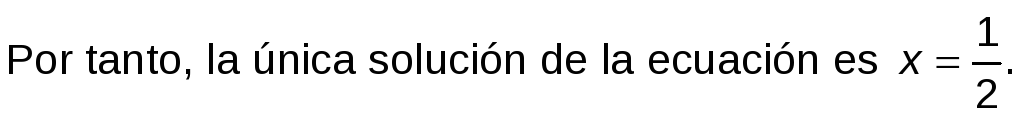 Por tanto, la única solución de la ecuación es x = 1/2.